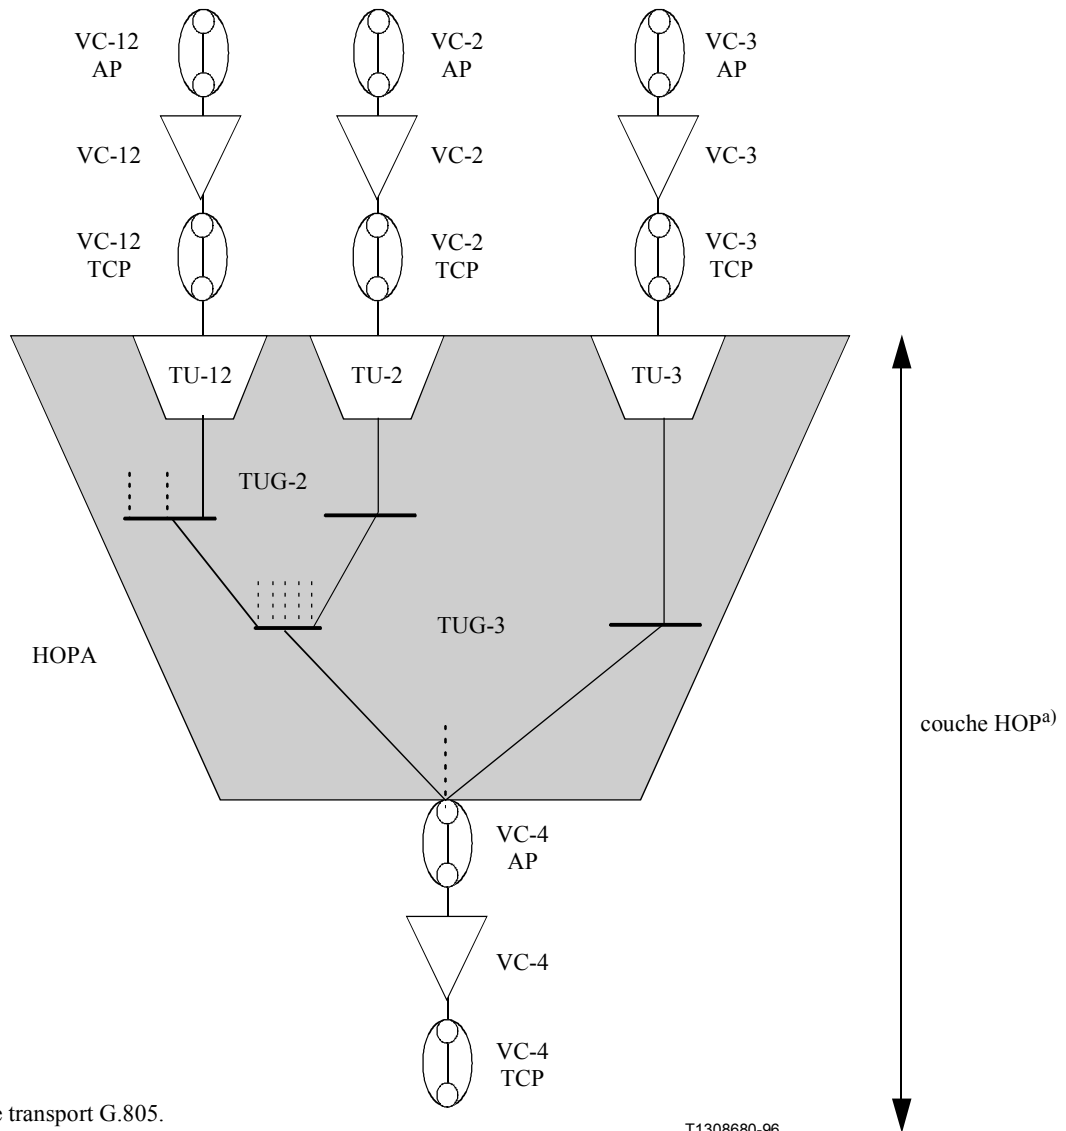 VC-12
AP
VC-2
AP
VC-3
AP
VC-12
VC-2
VC-3
VC-12
TCP
VC-2
TCP
VC-3
TCP
TU-12
TU-2
TU-3
TUG-2
TUG-3
HOPA
couche HOPa)
VC-4
AP
VC-4
VC-4
TCP
e transport G.805.
T1308680-96